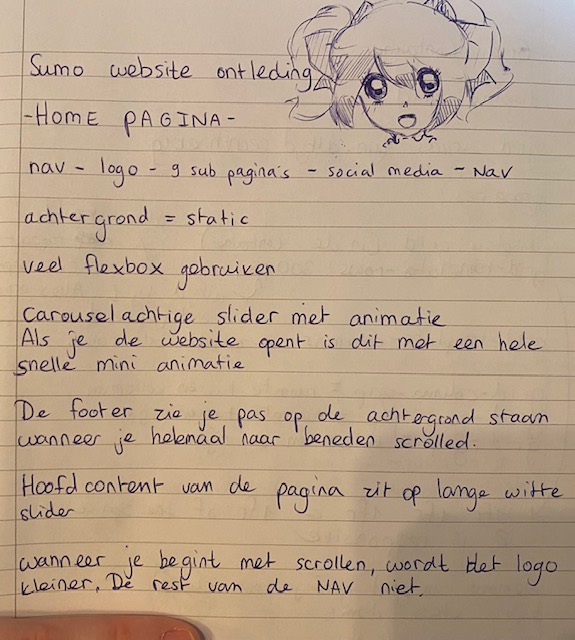 Sumo website ontleding
-HOME PAGINA-
nav - logo - 9 sub pagina's - social media - Nav
achtergrond = static
veel flexbox gebruiken
Carouselachtige slider met animatie
Als je de website opent is dit met een hele
snelle mini animatie
De footer zie je pas op de achtergrond staan
wanneer je helemaal naar beneden scrolled.
Hoofdcontent van de pagina zit op lange witte
slider
wanneer je begint met scrollen, wordt het logo
kleiner. De rest van de NAV niet.